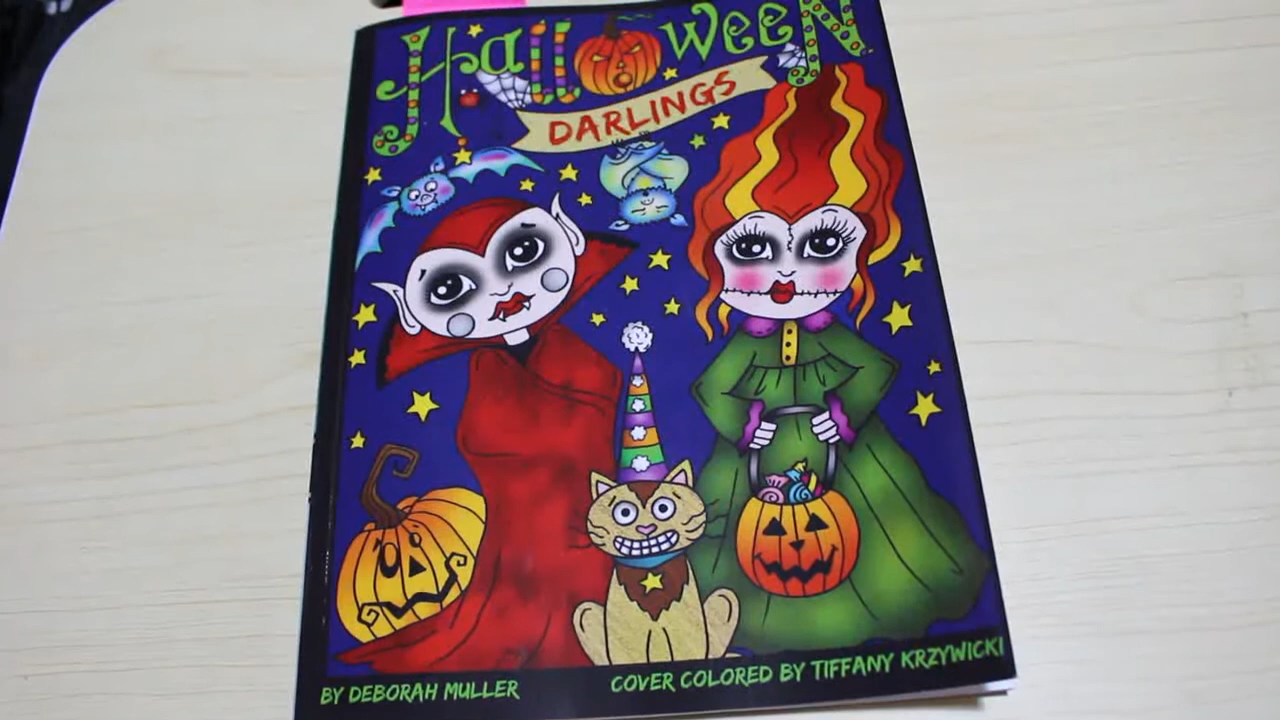 HallOweeN
DARLINGS
BY DEBORAH MULLER
COVER COLORED BY TIFFANY KRZYWICKI